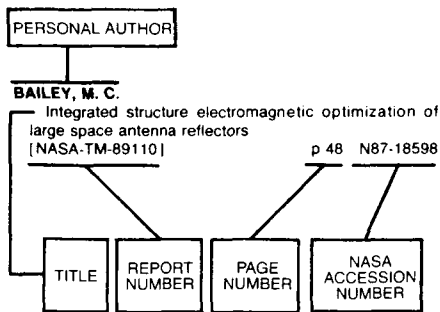 PERSONAL AUTHOR
BAILEY, M. C.
Integrated structure electromagnetic optimization of
large space antenna reflectors
[NASA-TM-89110] p 48 N87-18598
TITLE
REPORT
NUMBER
PAGE
NUMBER
NASA
ACCESSION
NUMBER